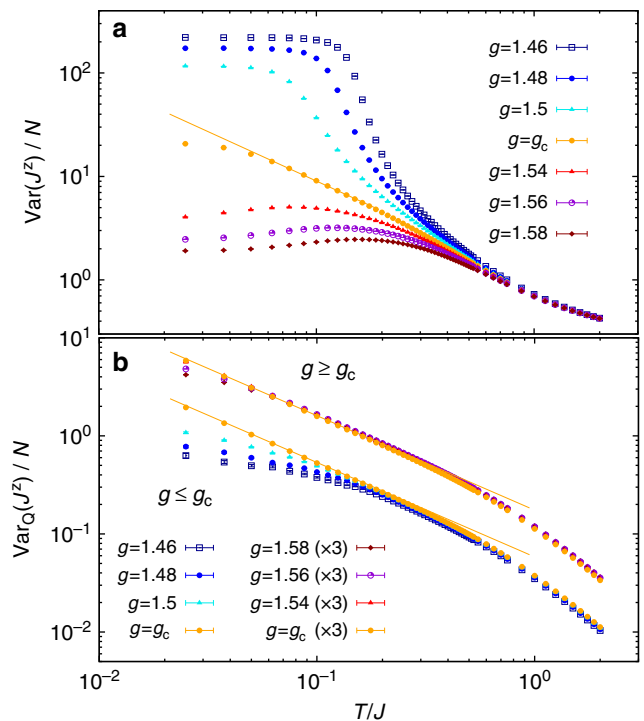 a
Var(J^z) / N
10^2
10^1
10^0
g=1.46
g=1.48
g=1.5
g=g_c
g=1.54
g=1.56
g=1.58
b
Var_Q(J^z) / N
10^1
10^0
10^−1
10^−2
g ≥ g_c
g ≤ g_c
g=1.46
g=1.48
g=1.5
g=g_c
g=1.58 (×3)
g=1.56 (×3)
g=1.54 (×3)
g=g_c (×3)
10^−2
10^−1
10^0
T/J